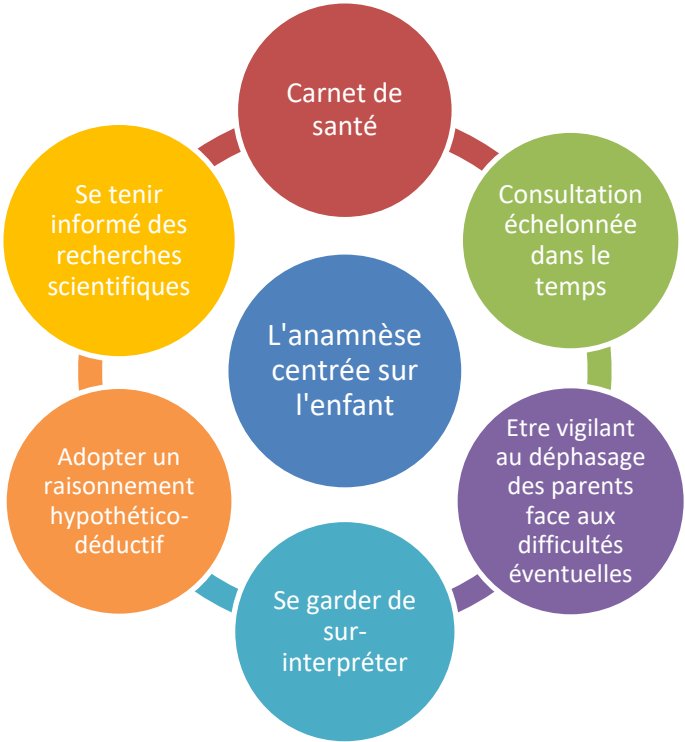 Carnet de
santé
Consultation
échelonnée
dans le
temps
Etre vigilant
au déphasage
des parents
face aux
difficultés
éventuelles
Se garder de
sur-
interpréter
Adopter un
raisonnement
hypothético-
déductif
Se tenir
informé des
recherches
scientifiques
L'anamnèse
centrée sur
l'enfant